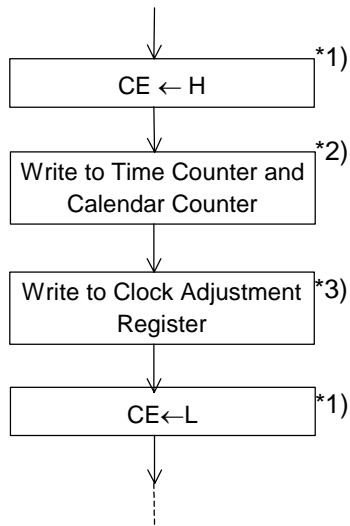 *1)
CE ← H
*2)
Write to Time Counter and
Calendar Counter
*3)
Write to Clock Adjustment
Register
*1)
CE←L